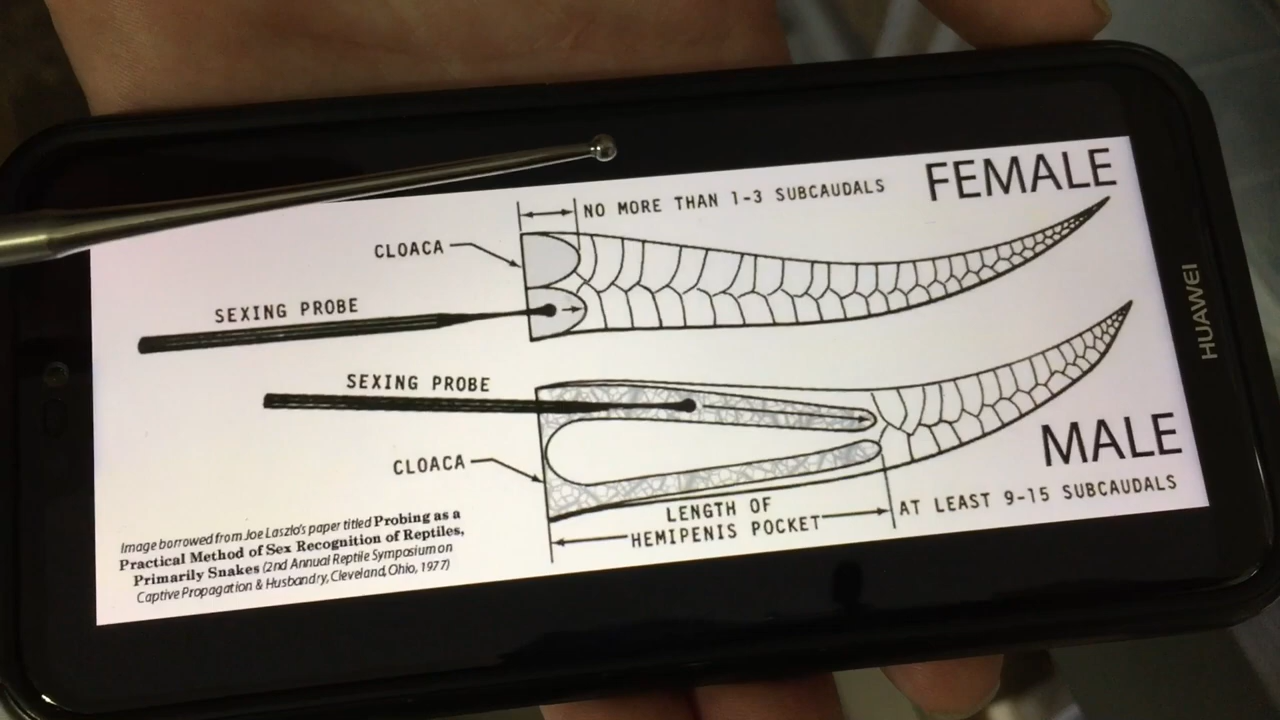 FEMALE
NO MORE THAN 1-3 SUBCAUDALS
CLOACA
SEXING PROBE
SEXING PROBE
CLOACA
MALE
LENGTH OF
HEMIPENIS POCKET
AT LEAST 9-15 SUBCAUDALS
Image borrowed from Joe Laszlo's paper titled Probing as a
Practical Method of Sex Recognition of Reptiles,
Primarily Snakes (2nd Annual Reptile Symposium on
Captive Propagation & Husbandry, Cleveland, Ohio, 1977)
HUAWEI